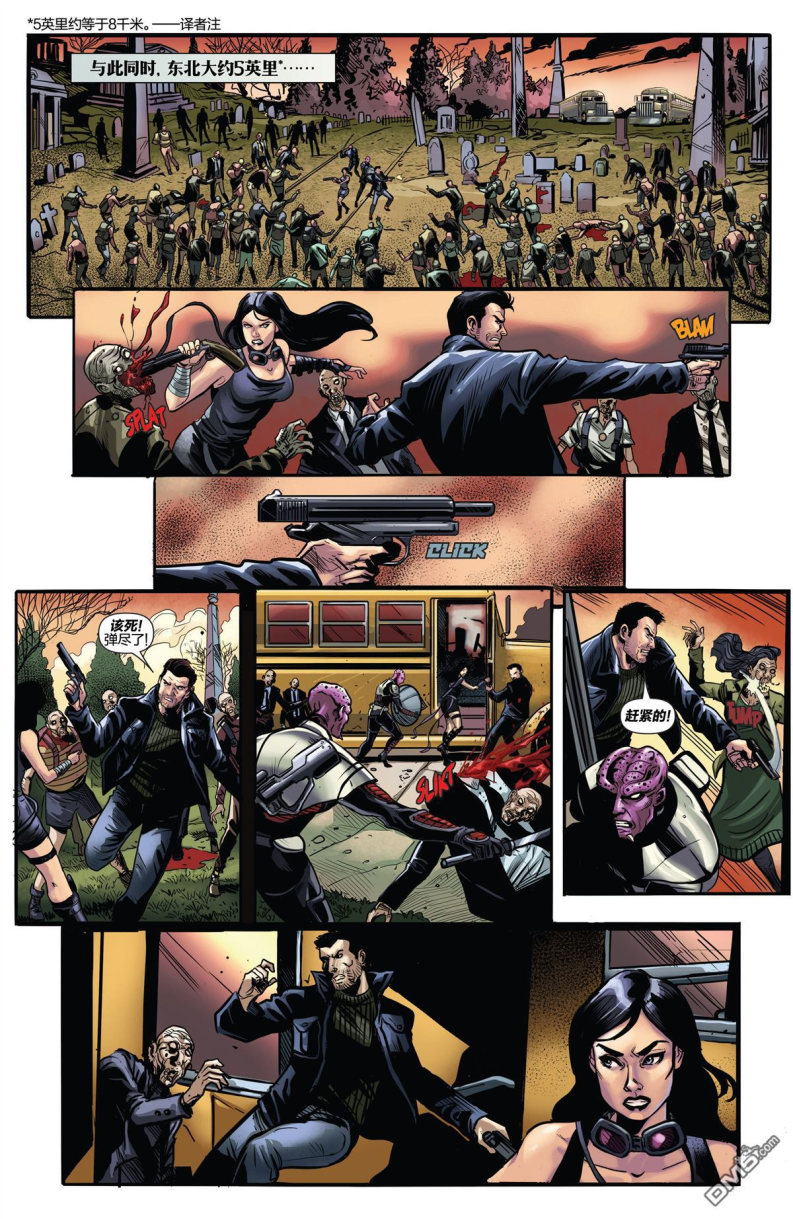 *5英里约等于8千米。——译者注
与此同时，东北大约5英里*……
BLAM
SPLAT
CLICK
该死！
弹尽了！
SLIKT
赶紧的！
TUMP
DM5.com